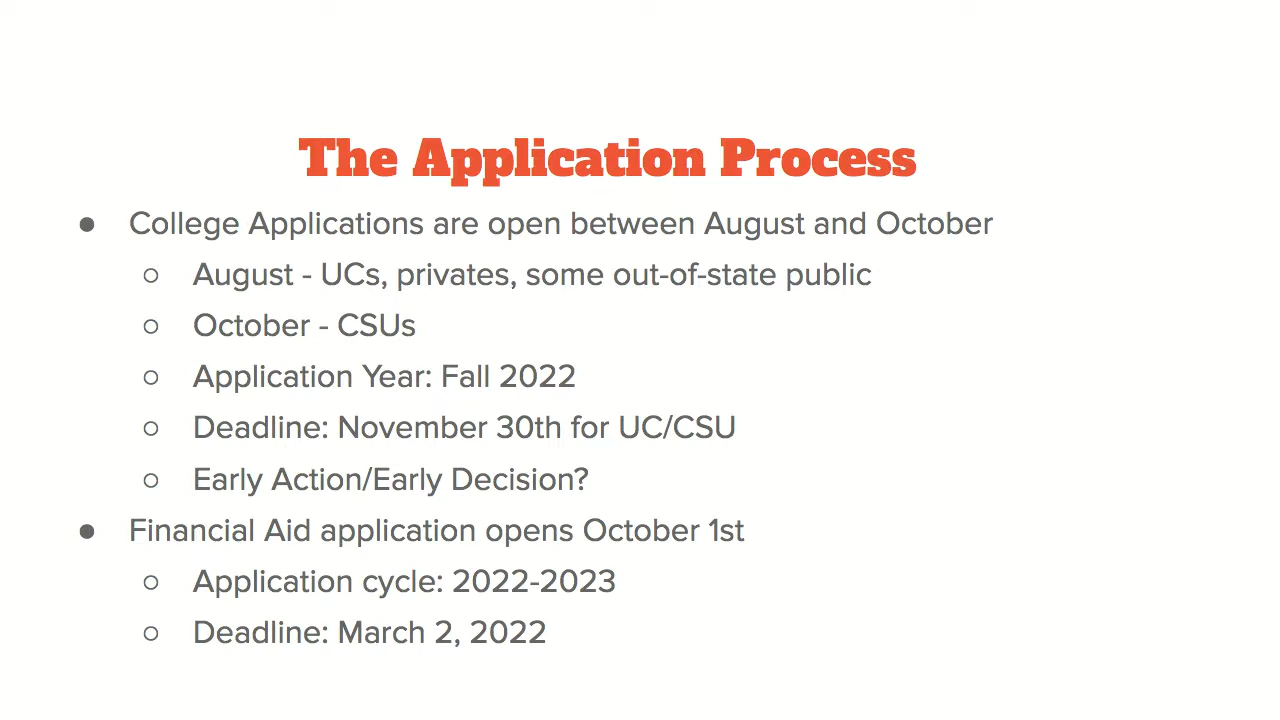 The Application Process
● College Applications are open between August and October
○ August - UCs, privates, some out-of-state public
○ October - CSUs
○ Application Year: Fall 2022
○ Deadline: November 30th for UC/CSU
○ Early Action/Early Decision?
● Financial Aid application opens October 1st
○ Application cycle: 2022-2023
○ Deadline: March 2, 2022